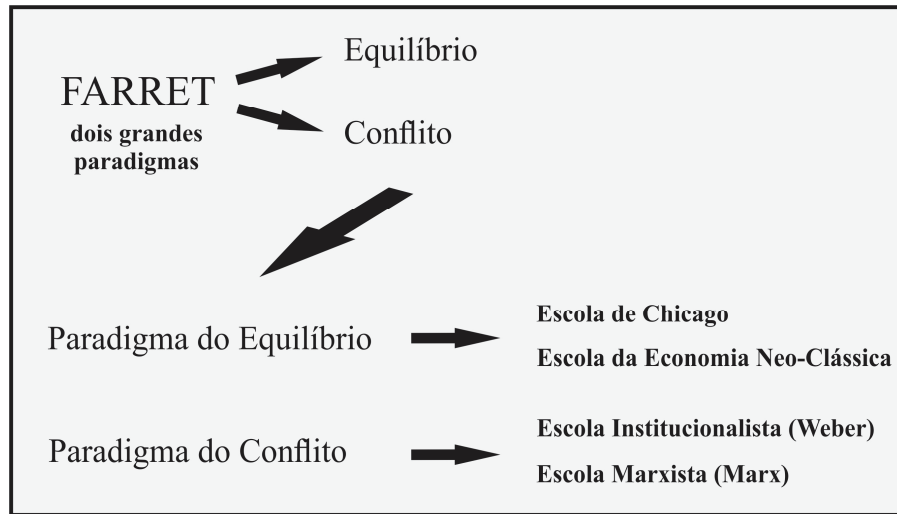 FARRET
dois grandes
paradigmas
Equilíbrio
Conflito
Paradigma do Equilíbrio
Escola de Chicago
Escola da Economia Neo-Clássica
Paradigma do Conflito
Escola Institucionalista (Weber)
Escola Marxista (Marx)